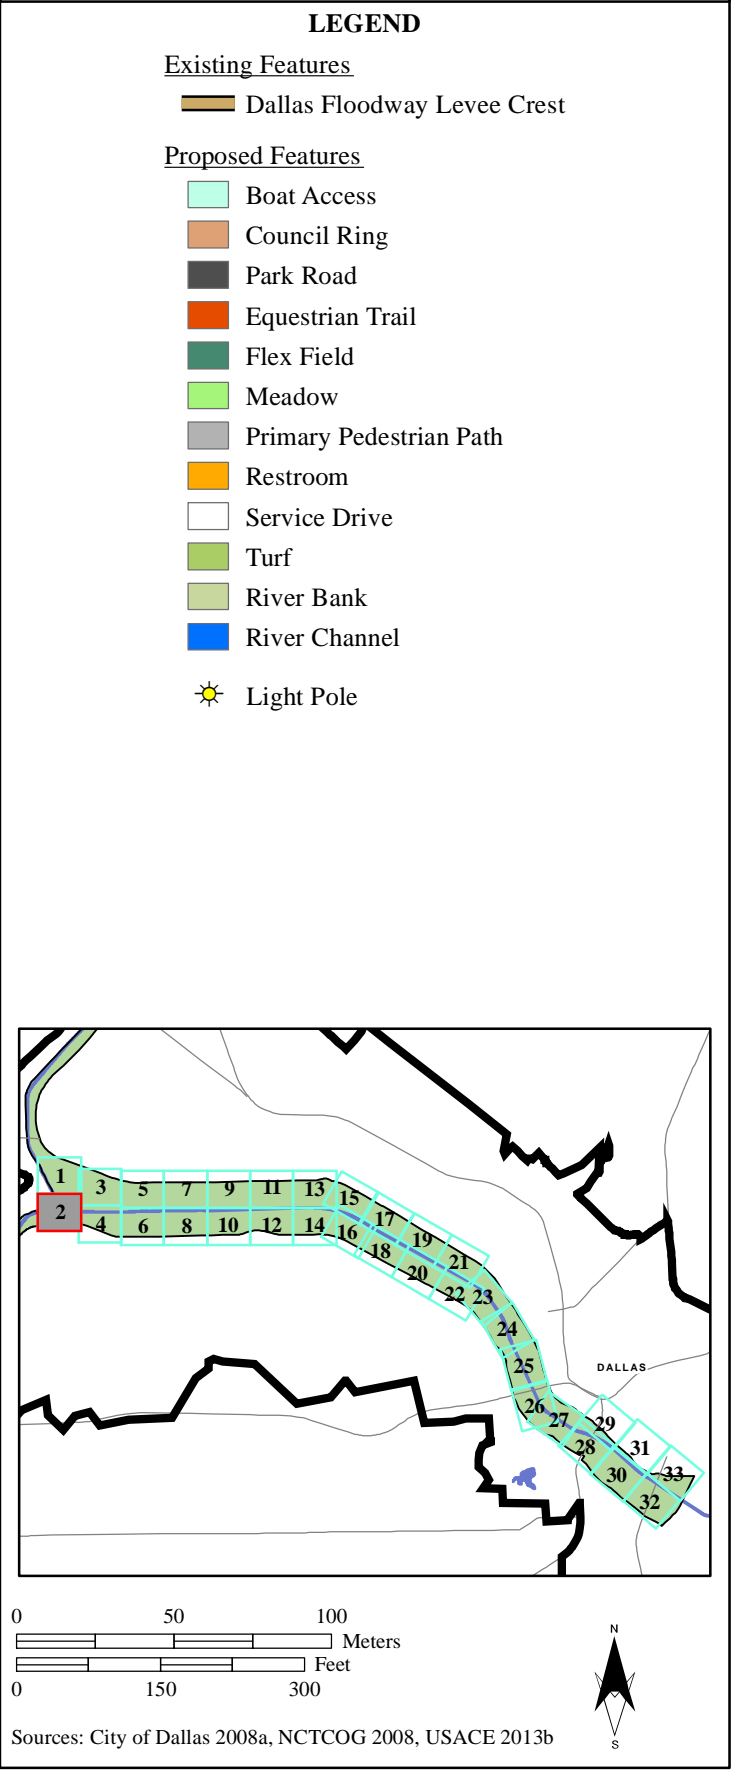 LEGEND
Existing Features
Dallas Floodway Levee Crest
Proposed Features
Boat Access
Council Ring
Park Road
Equestrian Trail
Flex Field
Meadow
Primary Pedestrian Path
Restroom
Service Drive
Turf
River Bank
River Channel
Light Pole
1
2
3
4
5
6
7
8
9
10
11
12
13
14
15
16
17
18
19
20
21
22
23
24
25
26
27
28
29
30
31
32
33
DALLAS
0 50 100
Meters
Feet
0 150 300
N
S
Sources: City of Dallas 2008a, NCTCOG 2008, USACE 2013b